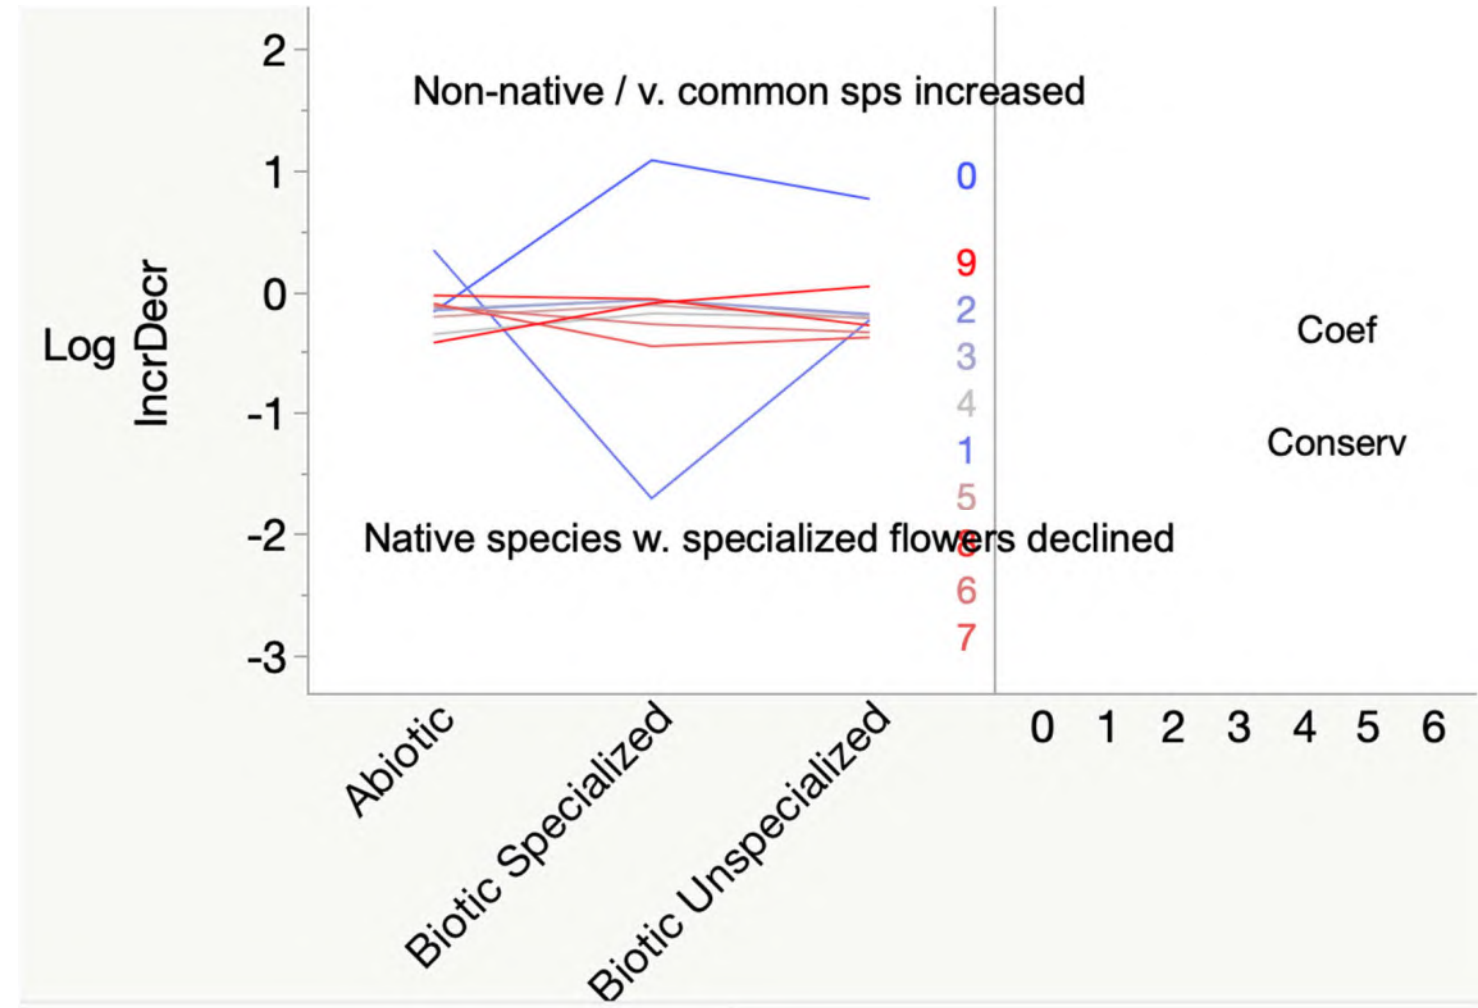 2
Non-native / v. common sps increased
1
0
9
0
2
3
Coef
Log
IncrDecr
4
-1
1
Conserv
5
-2
Native species w. specialized flowers declined
8
6
7
-3
Abiotic
Biotic Specialized
Biotic Unspecialized
0 1 2 3 4 5 6